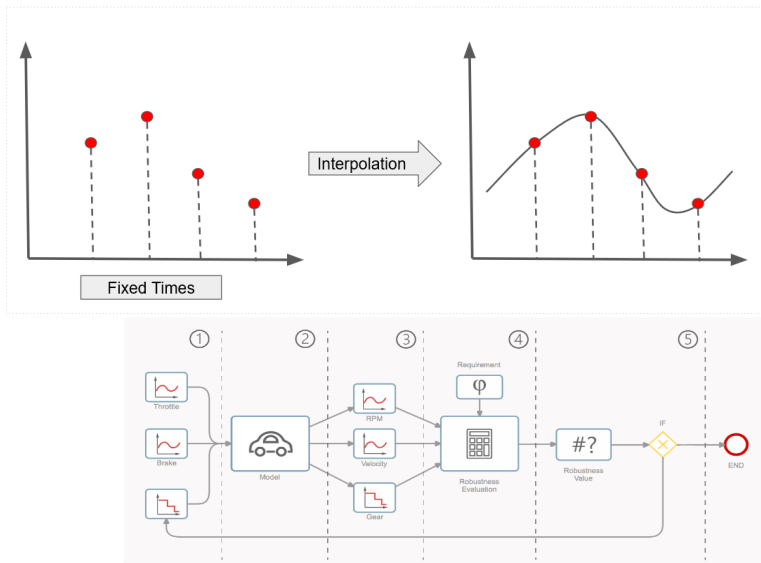 Interpolation
Fixed Times
1
2
3
4
5
Requirement
φ
Throttle
RPM
IF
Brake
Model
Velocity
Robustness
Evaluation
#?
Robustness
Value
END
Gear